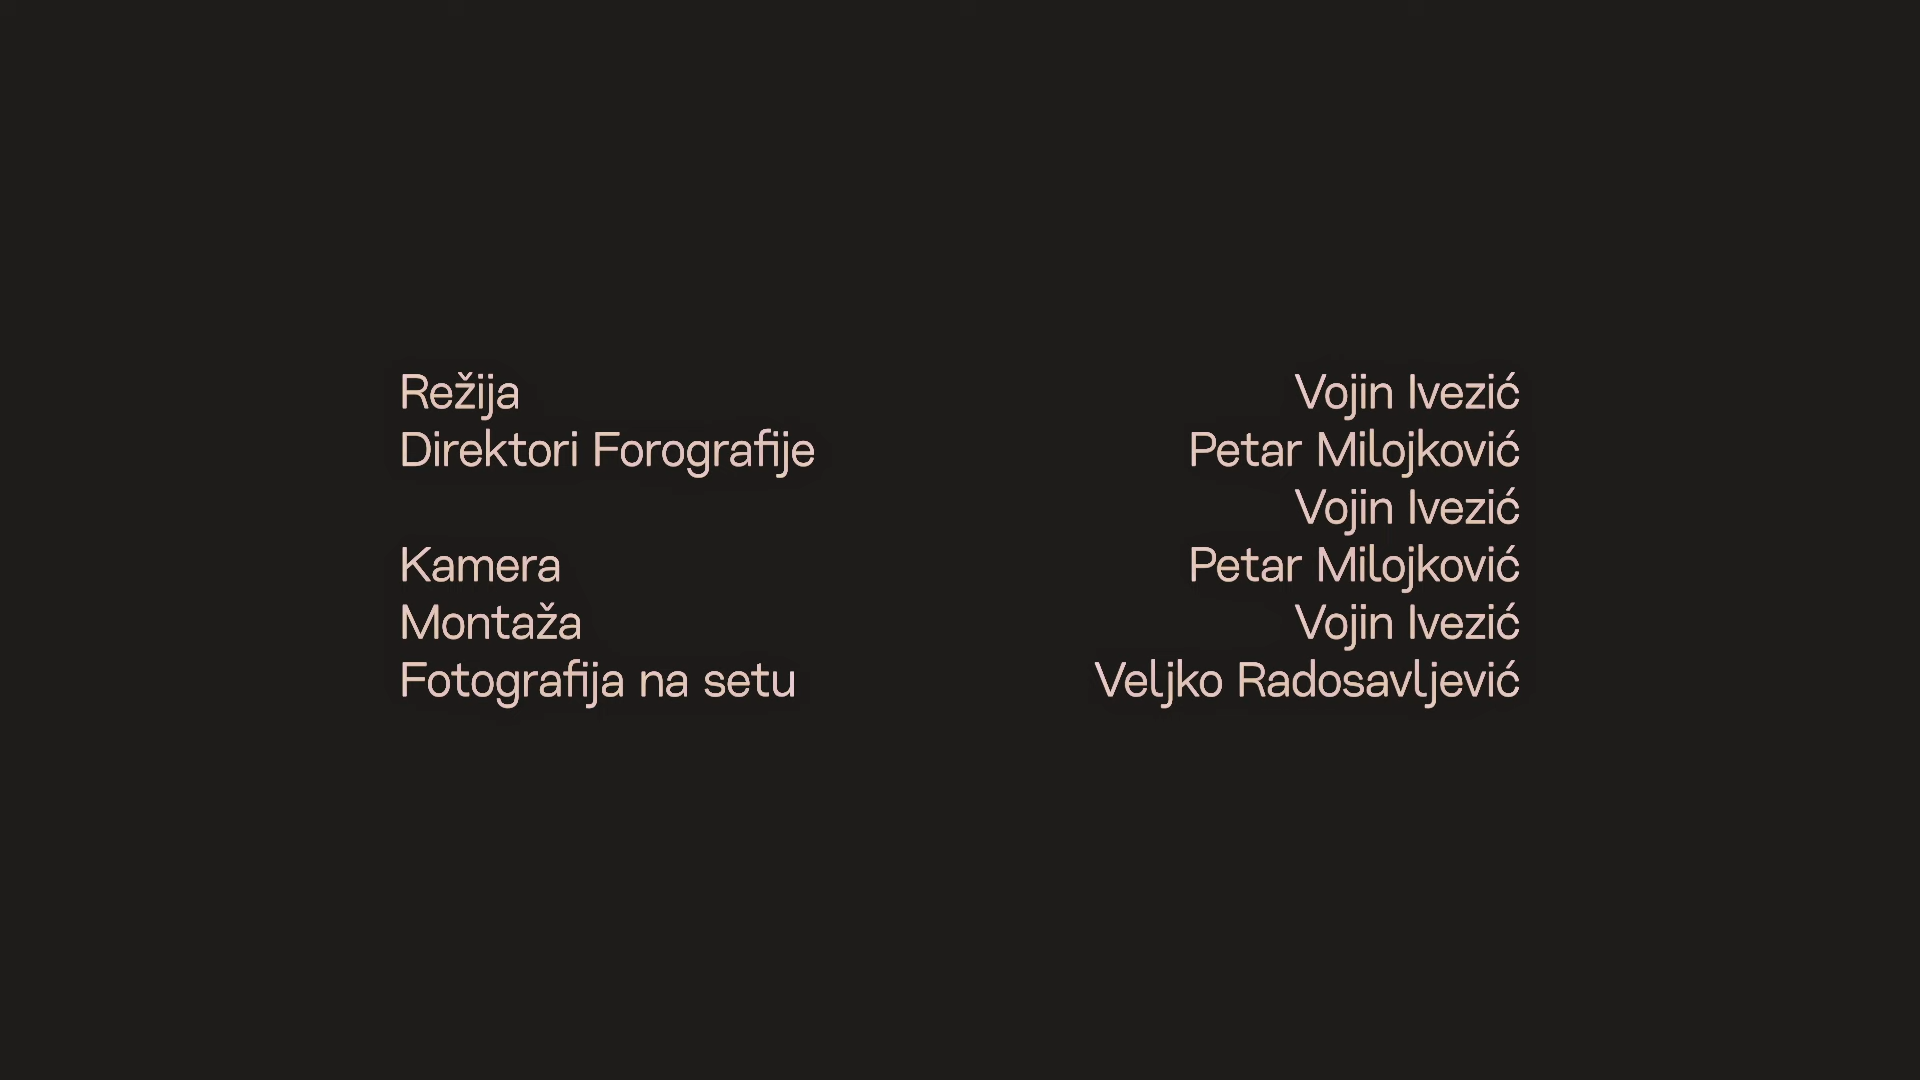 Režija Vojin Ivezić
Direktori Forografije Petar Milojković
Vojin Ivezić
Kamera Petar Milojković
Montaža Vojin Ivezić
Fotografija na setu Veljko Radosavljević